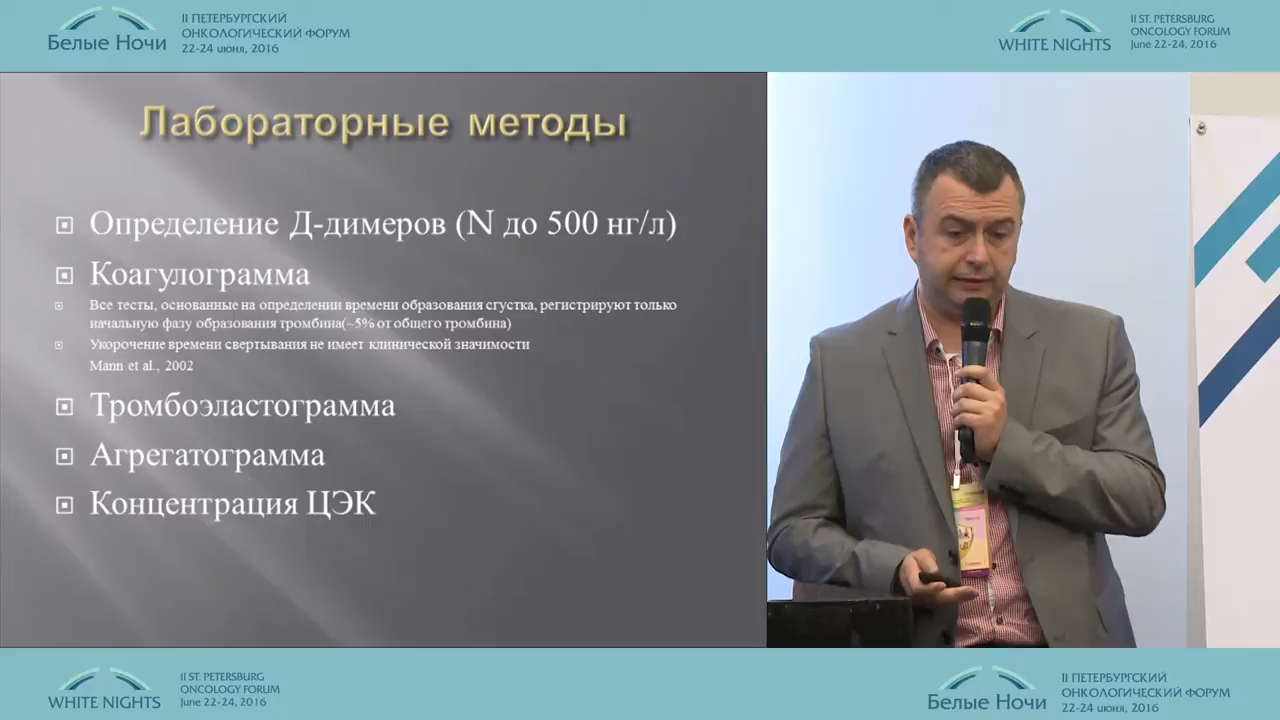 Белые Ночи
II ПЕТЕРБУРГСКИЙ
ОНКОЛОГИЧЕСКИЙ ФОРУМ
22-24 июня, 2016
WHITE NIGHTS
II ST. PETERSBURG
ONCOLOGY FORUM
June 22-24, 2016
Лабораторные методы
Определение Д-димеров (N до 500 нг/л)
Коагулограмма
Все тесты, основанные на определении времени образования сгустка, регистрируют только
начальную фазу образования тромбина(~5% от общего тромбина)
Укорочение времени свертывания не имеет клинической значимости
Mann et al., 2002
Тромбоэластограмма
Агрегатограмма
Концентрация ЦЭК
WHITE NIGHTS
II ST. PETERSBURG
ONCOLOGY FORUM
June 22-24, 2016
Белые Ночи
II ПЕТЕРБУРГСКИЙ
ОНКОЛОГИЧЕСКИЙ ФОРУМ
22-24 июня, 2016